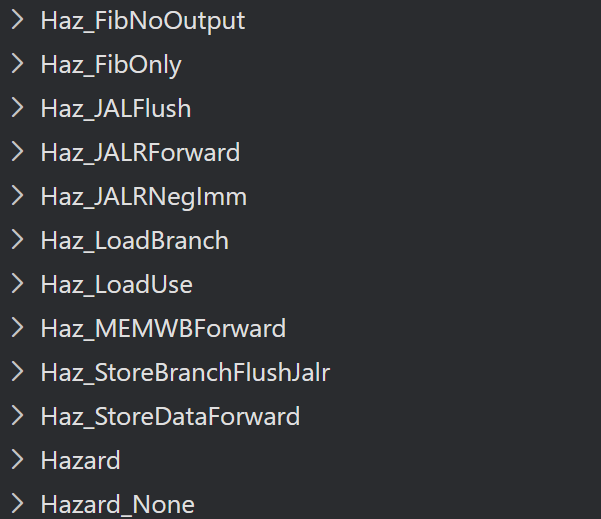 Haz_FibNoOutput
Haz_FibOnly
Haz_JALFlush
Haz_JALRForward
Haz_JALRNegImm
Haz_LoadBranch
Haz_LoadUse
Haz_MEMWBForward
Haz_StoreBranchFlushJalr
Haz_StoreDataForward
Hazard
Hazard_None